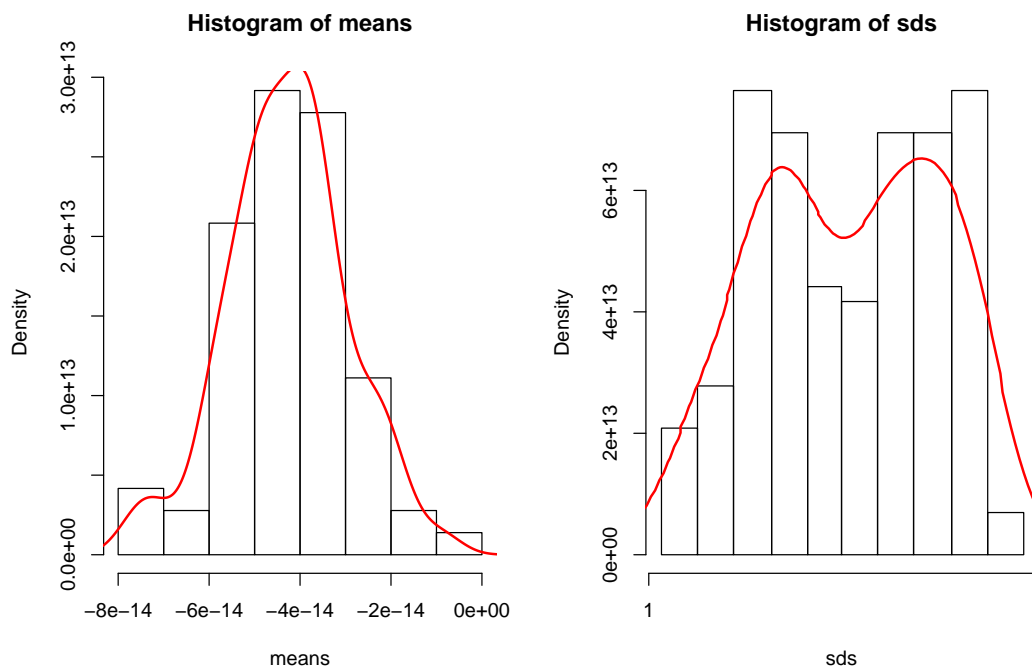 Histogram of means
Density
0.0e+00
1.0e+13
2.0e+13
3.0e+13
−8e−14
−6e−14
−4e−14
−2e−14
0e+00
means
Histogram of sds
Density
0e+00
2e+13
4e+13
6e+13
1
sds